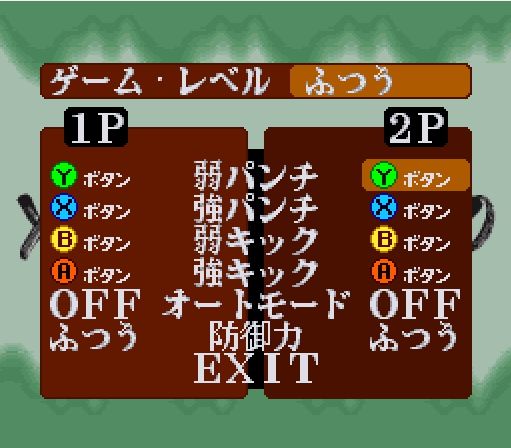 ゲーム・レベル ふつう
1P 2P
Y ボタン 弱パンチ Y ボタン
X ボタン 強パンチ X ボタン
B ボタン 弱キック B ボタン
A ボタン 強キック A ボタン
OFF オートモード OFF
ふつう 防御力 ふつう
EXIT